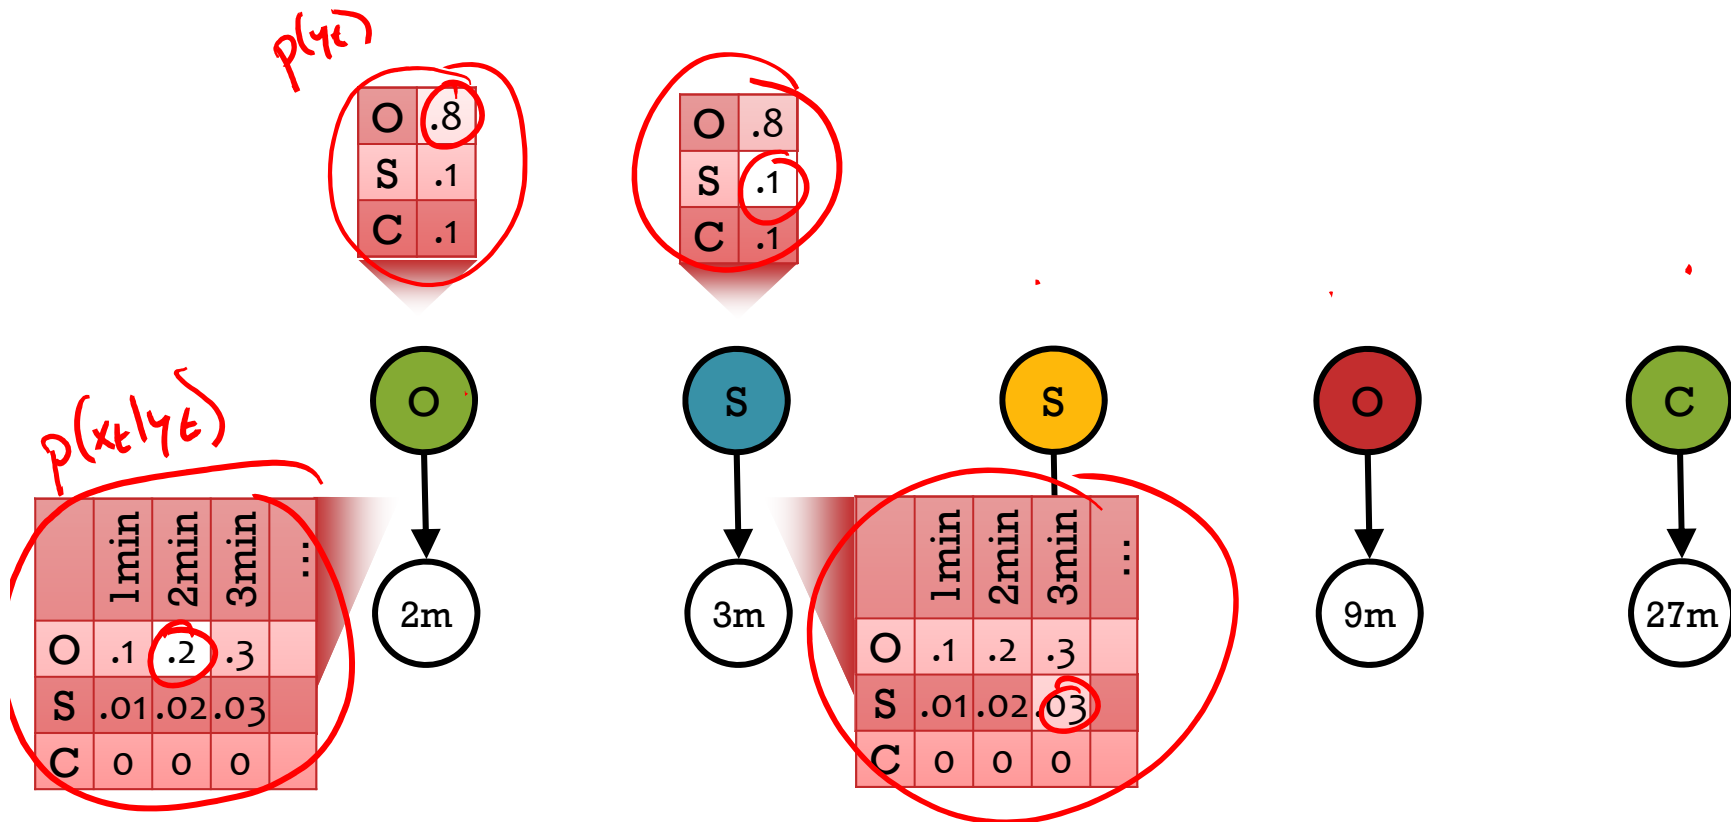 p(yt)
O .8
S .1
C .1
O .8
S .1
C .1
O
S
S
O
C
p(xt|yt)
1min 2min 3min ...
O .1 .2 .3
S .01 .02 .03
C 0 0 0
2m
3m
1min 2min 3min ...
O .1 .2 .3
S .01 .02 .03
C 0 0 0
9m
27m